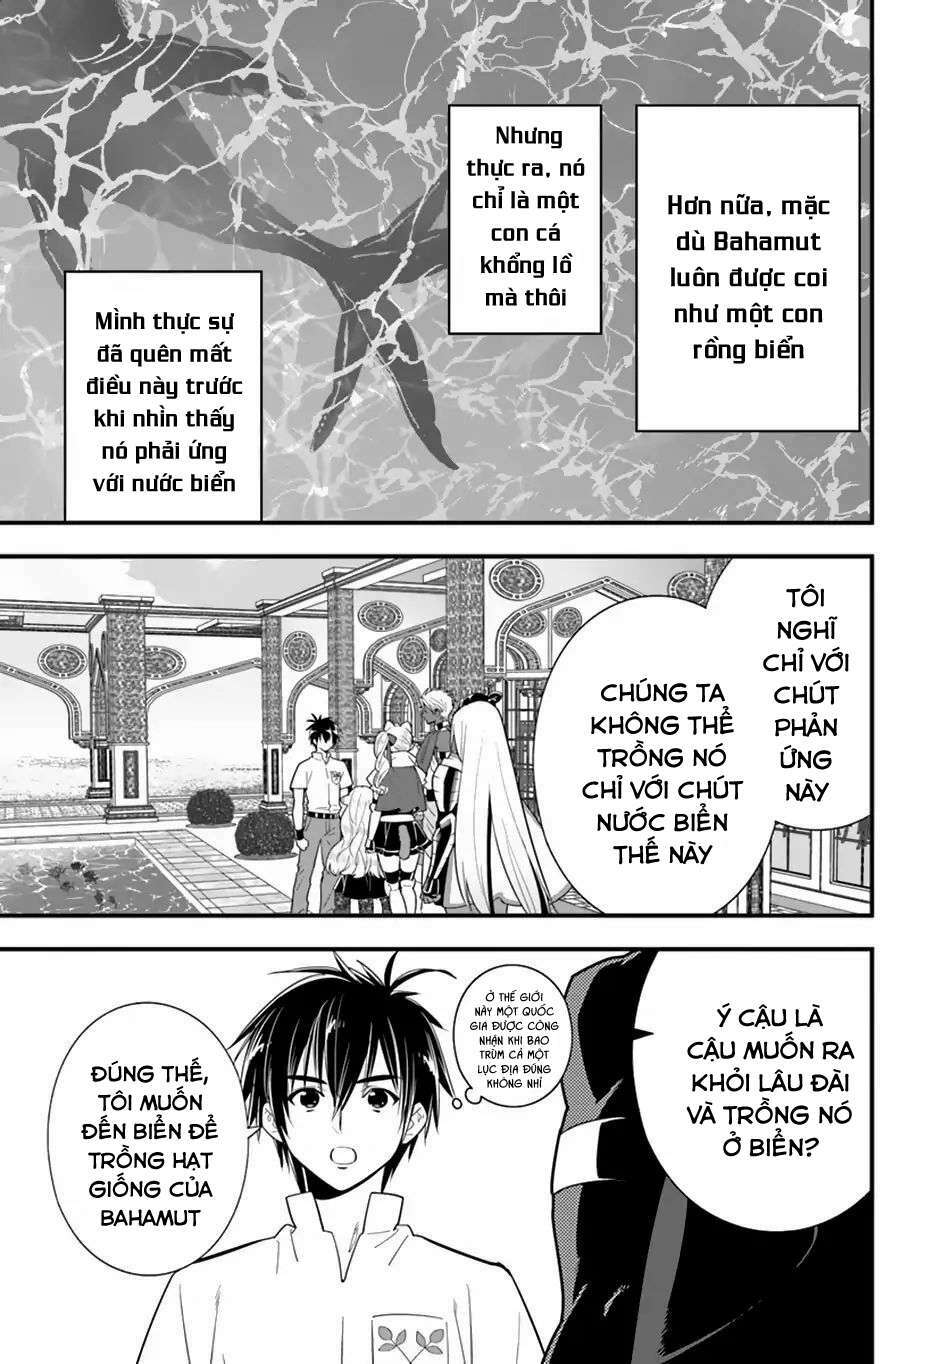 Hơn nữa, mặc
dù Bahamut
luôn được coi
như một con
rồng biển
Nhưng
thực ra, nó
chỉ là một
con cá
khổng lồ
mà thôi
Mình thực sự
đã quên mất
điều này trước
khi nhìn thấy
nó phải ứng
với nước biển
TÔI
NGHĨ
CHỈ VỚI
CHÚT
PHẢN
ỨNG
NÀY
CHÚNG TA
KHÔNG THỂ
TRỒNG NÓ
CHỈ VỚI CHÚT
NƯỚC BIỂN
THẾ NÀY
Ý CẬU LÀ
CẬU MUỐN RA
KHỎI LÂU ĐÀI
VÀ TRỒNG NÓ
Ở BIỂN?
Ở THẾ GIỚI
NÀY MỘT QUỐC
GIA ĐƯỢC CÔNG
NHẬN KHI BAO
TRÙM CẢ MỘT
LỤC ĐỊA ĐÚNG
KHÔNG NHỈ
ĐÚNG THẾ,
TÔI MUỐN
ĐẾN BIỂN ĐỂ
TRỒNG HẠT
GIỐNG CỦA
BAHAMUT